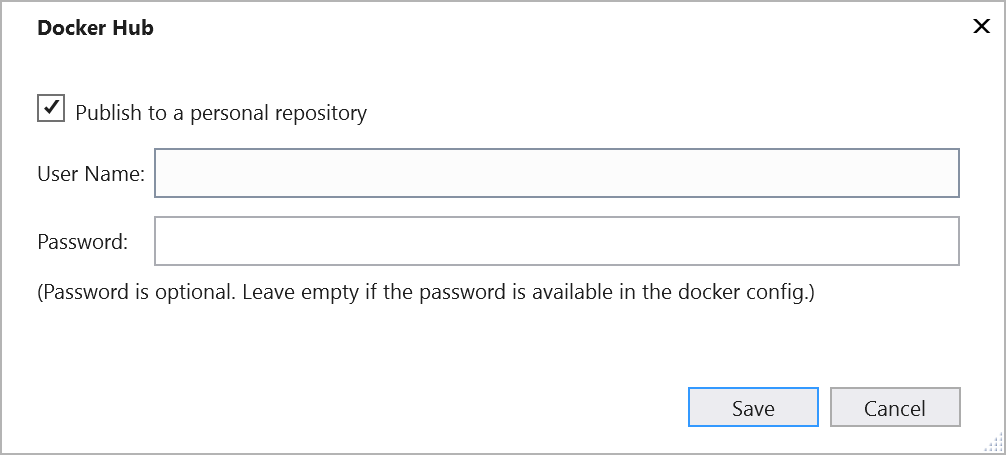 Docker Hub
Publish to a personal repository
User Name:
Password:
(Password is optional. Leave empty if the password is available in the docker config.)
Save Cancel